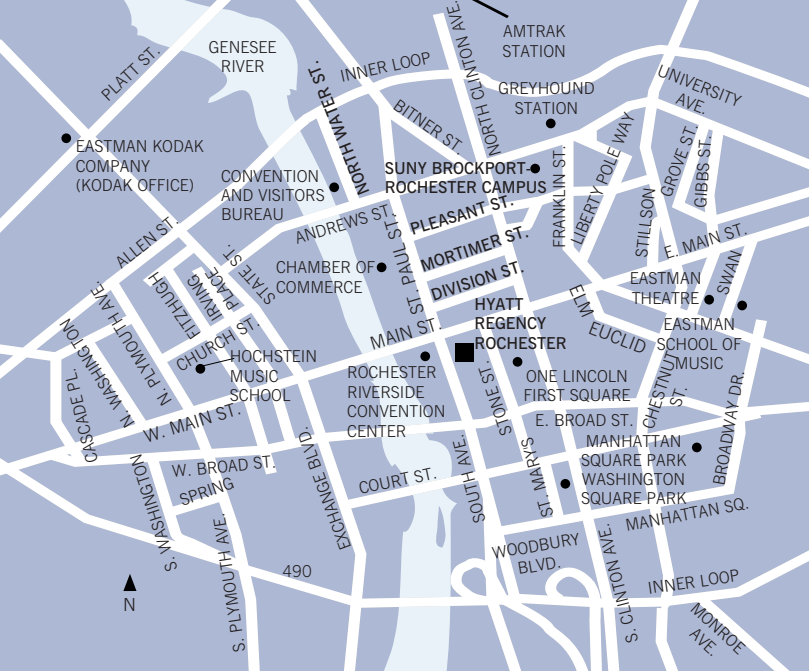 AMTRAK
STATION
NORTH CLINTON AVE.
GENESEE
RIVER
PLATT ST.
INNER LOOP
UNIVERSITY
AVE.
GREYHOUND
STATION
NORTH WATER ST.
BITNER ST.
EASTMAN KODAK
COMPANY
(KODAK OFFICE)
SUNY BROCKPORT-
ROCHESTER CAMPUS
CONVENTION
AND VISITORS
BUREAU
FRANKLIN ST.
LIBERTY POLE WAY
STILLSON
GROVE ST.
GIBBS ST.
ALLEN ST.
ANDREWS ST.
ST. PAUL ST.
PLEASANT ST.
MORTIMER ST.
DIVISION ST.
E. MAIN ST.
STATE ST.
CHAMBER OF
COMMERCE
EASTMAN
THEATRE
SWAN
FITZHUGH
IRVING
PLACE
HYATT
REGENCY
ROCHESTER
ELM
EUCLID
EASTMAN
SCHOOL OF
MUSIC
CASCADE PL.
N. WASHINGTON
N. PLYMOUTH AVE.
CHURCH ST.
MAIN ST.
HOCHSTEIN
MUSIC
SCHOOL
ROCHESTER
RIVERSIDE
CONVENTION
CENTER
STONE ST.
ONE LINCOLN
FIRST SQUARE
CHESTNUT
ST.
BROADWAY DR.
W. MAIN ST.
E. BROAD ST.
MANHATTAN
SQUARE PARK
WASHINGTON
SQUARE PARK
W. BROAD ST.
COURT ST.
SOUTH AVE.
ST. MARYS
SPRING
EXCHANGE BLVD.
S. WASHINGTON
ST.
S. PLYMOUTH AVE.
MANHATTAN SQ.
WOODBURY
BLVD.
S. CLINTON AVE.
490
INNER LOOP
MONROE
AVE.
N